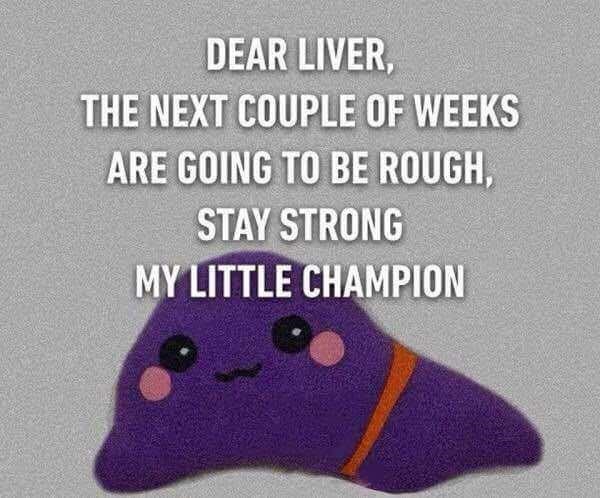 DEAR LIVER,
THE NEXT COUPLE OF WEEKS
ARE GOING TO BE ROUGH,
STAY STRONG
MY LITTLE CHAMPION